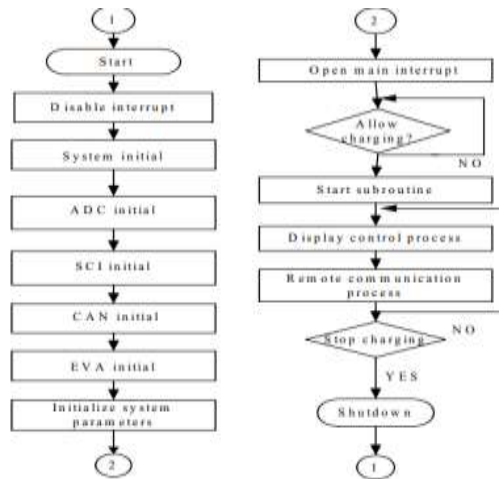 1
Start
Disable interrupt
System initial
ADC initial
SCI initial
CAN initial
EVA initial
Initialize system
parameters
2
2
Open main interrupt
Allow
charging?
NO
Start subroutine
Display control process
Remote communication
process
NO
Stop charging
YES
Shutdown
1